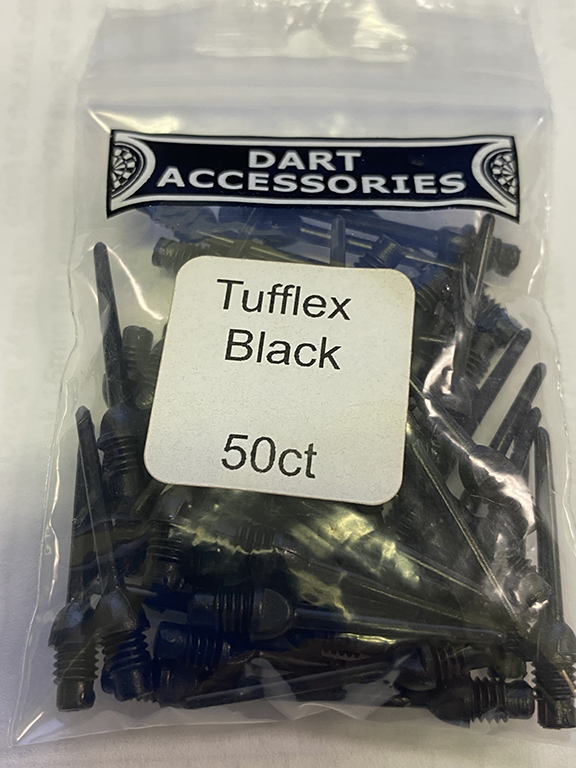 DART
ACCESSORIES
Tufflex
Black
50ct